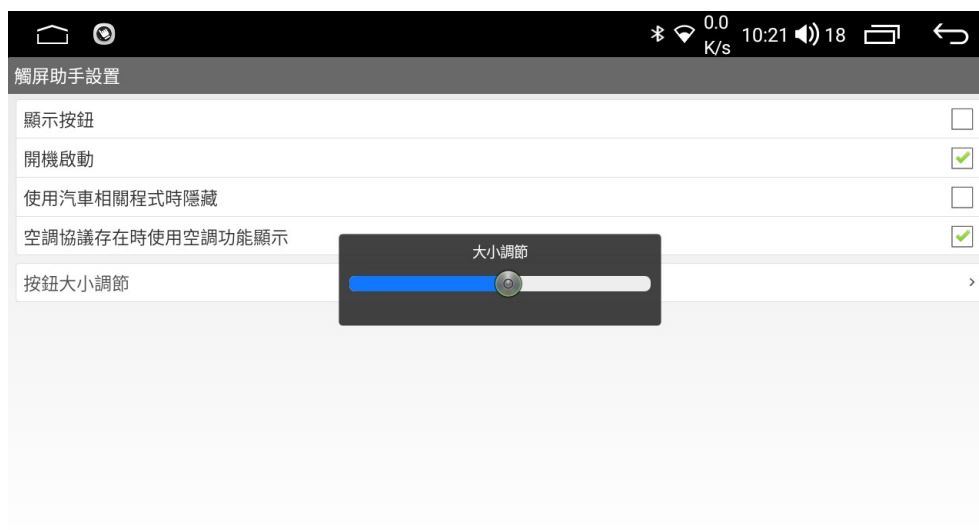 0.0
K/s
10:21
18
觸屏助手設置
顯示按鈕
開機啟動
使用汽車相關程式時隱藏
空調協議存在時使用空調功能顯示
大小調節
按鈕大小調節